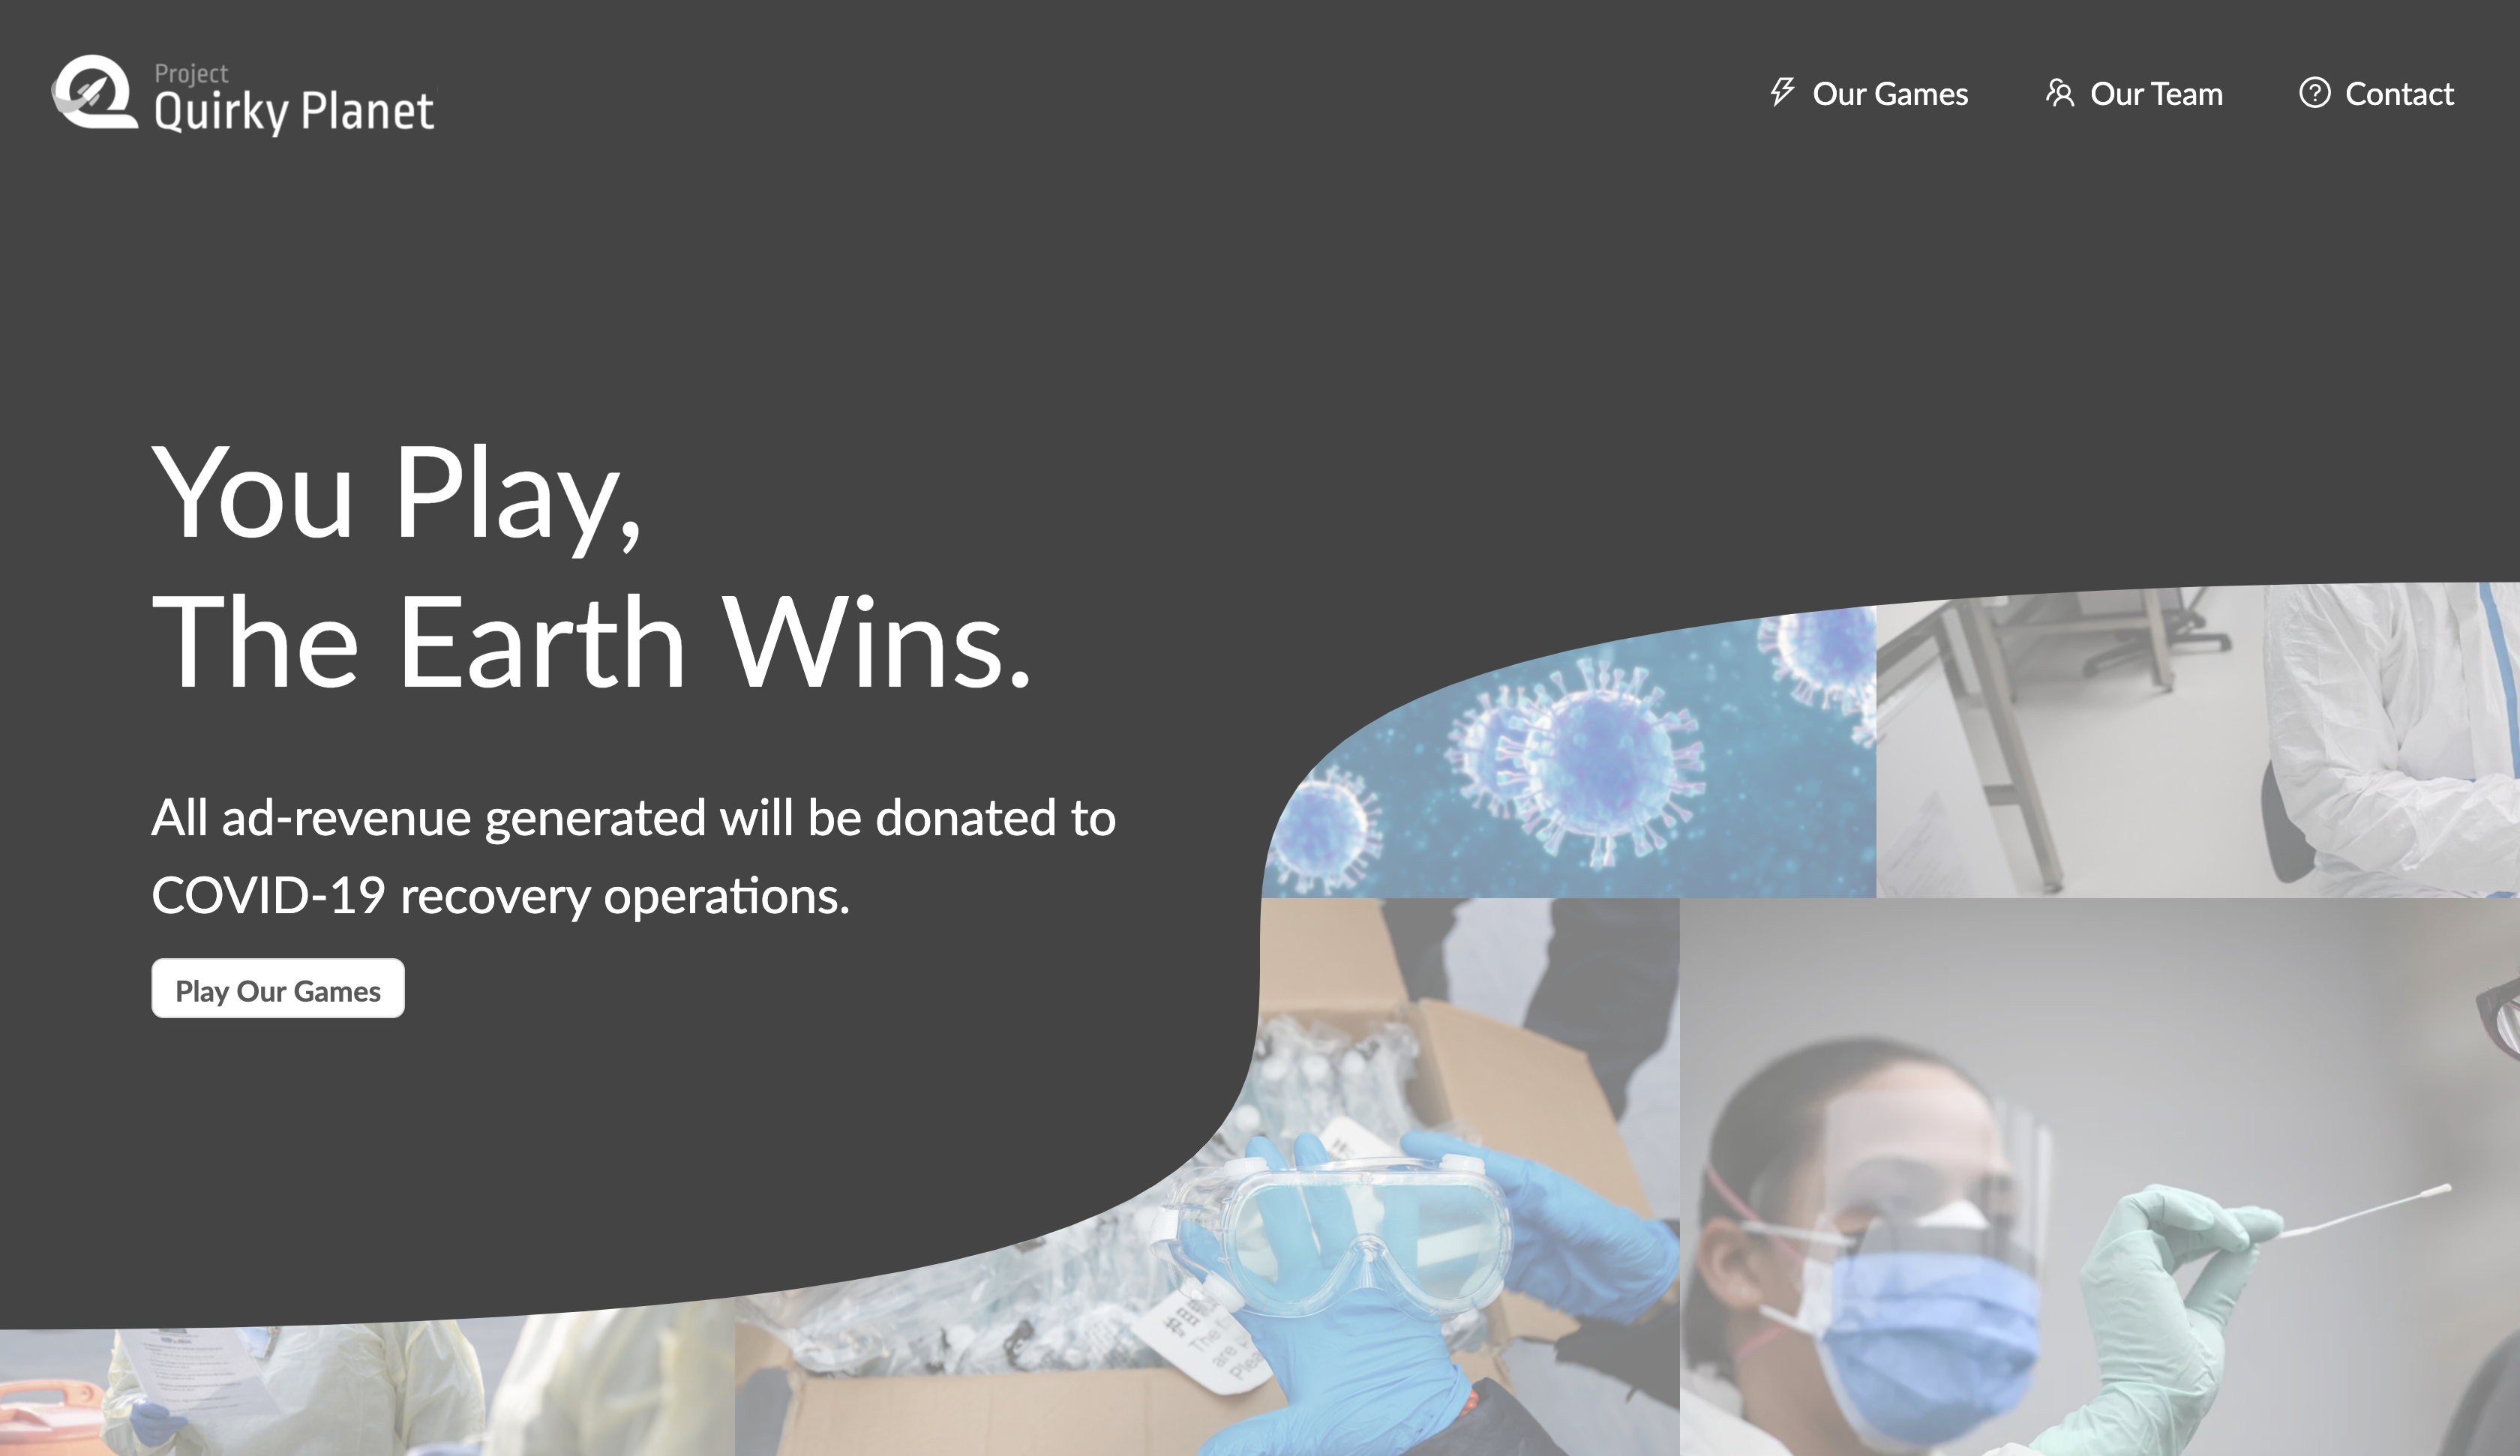 Project
Quirky Planet
Our Games
Our Team
Contact
You Play,
The Earth Wins.
All ad-revenue generated will be donated to
COVID-19 recovery operations.
Play Our Games